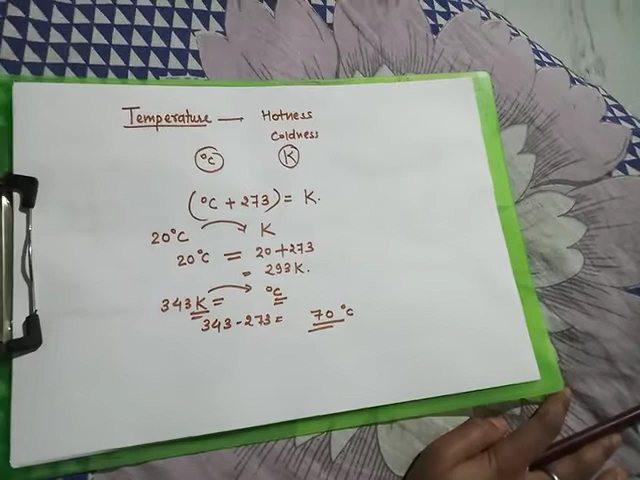 Temperature — Hotness
Coldness
°C K
(°C + 273) = K.
20°C → K
20°C = 20 + 273
= 293 K.
343 K = → °C
343 - 273 = 70 °C